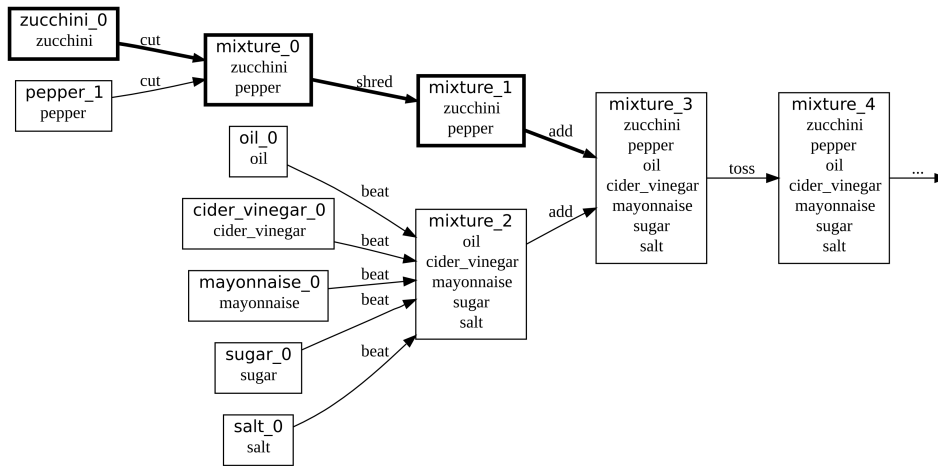 zucchini_0
zucchini
cut
pepper_1
pepper
cut
mixture_0
zucchini
pepper
shred
mixture_1
zucchini
pepper
add
oil_0
oil
beat
cider_vinegar_0
cider_vinegar
beat
mayonnaise_0
mayonnaise
beat
sugar_0
sugar
beat
salt_0
salt
beat
mixture_2
oil
cider_vinegar
mayonnaise
sugar
salt
add
mixture_3
zucchini
pepper
oil
cider_vinegar
mayonnaise
sugar
salt
toss
mixture_4
zucchini
pepper
oil
cider_vinegar
mayonnaise
sugar
salt
...